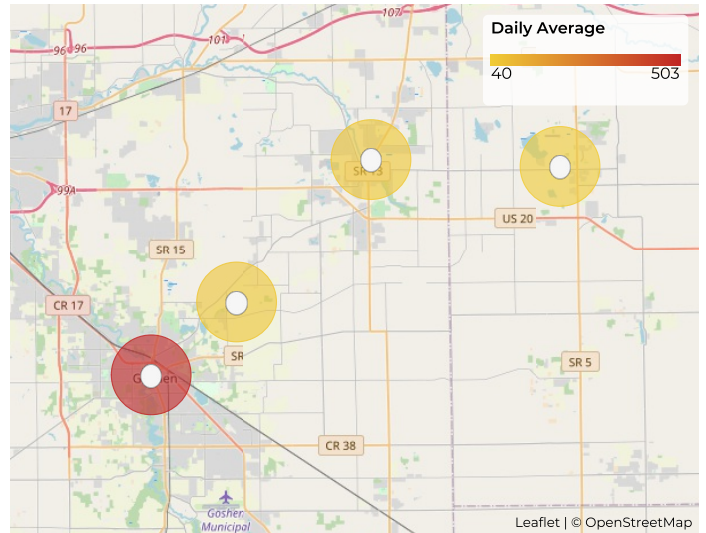 107
Daily Average
40
503
101
96
96
17
SR 13
99A
US 20
SR 15
CR 17
SR
SR 5
CR 38
Goshen
Municipal
Leaflet | © OpenStreetMap